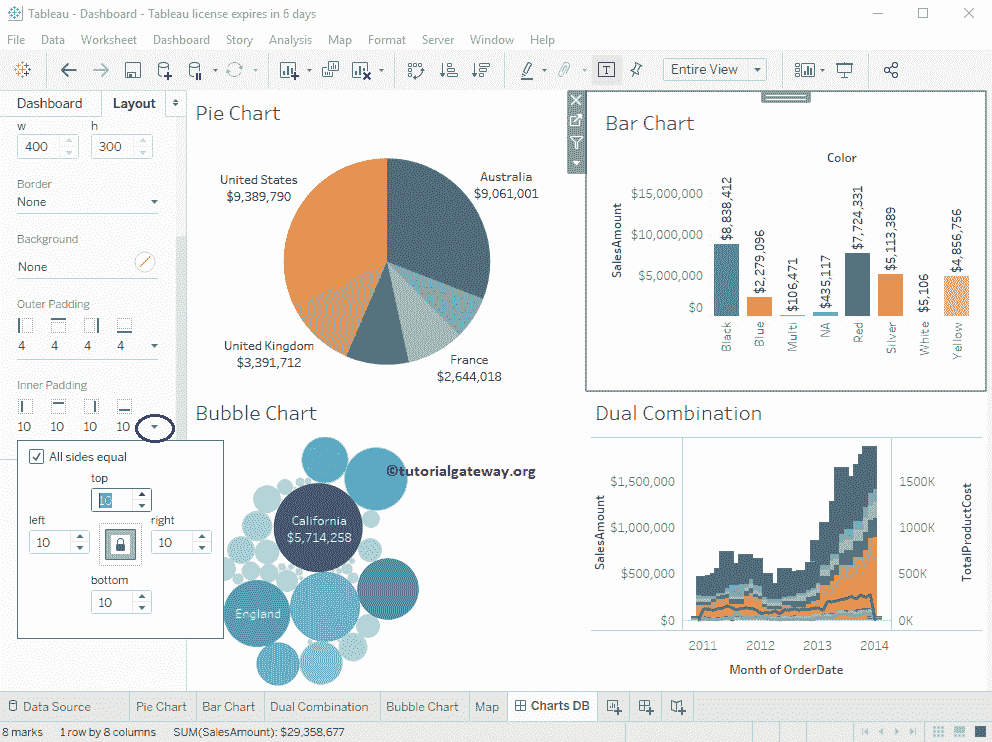 Tableau - Dashboard - Tableau license expires in 6 days
File Data Worksheet Dashboard Story Analysis Map Format Server Window Help
T Entire View
Dashboard Layout
w h
400 300
Border
None
Background
None
Outer Padding
4 4 4 4
Inner Padding
10 10 10 10
All sides equal
top
10
left right
10 10
bottom
10
Pie Chart
United States
$9,389,790
Australia
$9,061,001
United Kingdom
$3,391,712
France
$2,644,018
Bar Chart
Color
SalesAmount
$15,000,000
$10,000,000
$5,000,000
$0
$8,838,412
$2,279,096
$106,471
$435,117
$7,724,331
$5,113,389
$5,106
$4,856,756
Black
Blue
Multi
NA
Red
Silver
White
Yellow
Bubble Chart
©tutorialgateway.org
California
$5,714,258
England
Dual Combination
SalesAmount
$1,500,000
$1,000,000
$500,000
$0
1500K
1000K
500K
0K
TotalProductCost
2011 2012 2013 2014
Month of OrderDate
Data Source Pie Chart Bar Chart Dual Combination Bubble Chart Map Charts DB
8 marks 1 row by 8 columns SUM(SalesAmount): $29,358,677